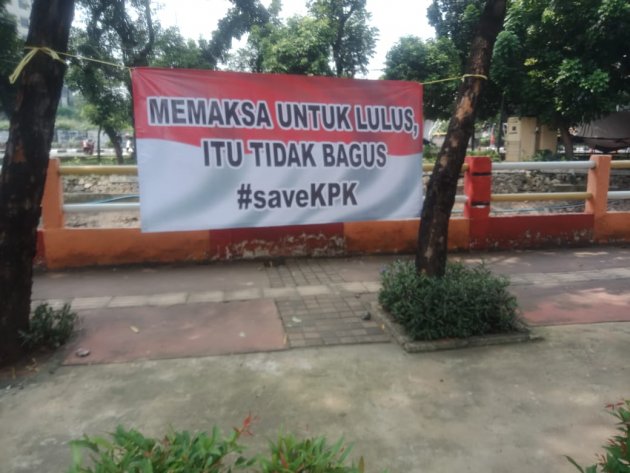 MEMAKSA UNTUK LULUS,
ITU TIDAK BAGUS
#saveKPK